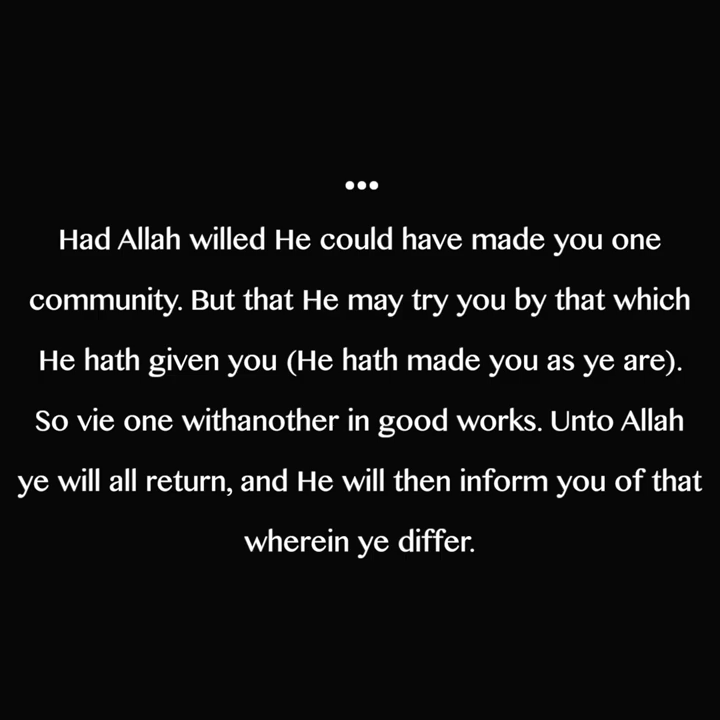 ...
Had Allah willed He could have made you one
community. But that He may try you by that which
He hath given you (He hath made you as ye are).
So vie one withanother in good works. Unto Allah
ye will all return, and He will then inform you of that
wherein ye differ.